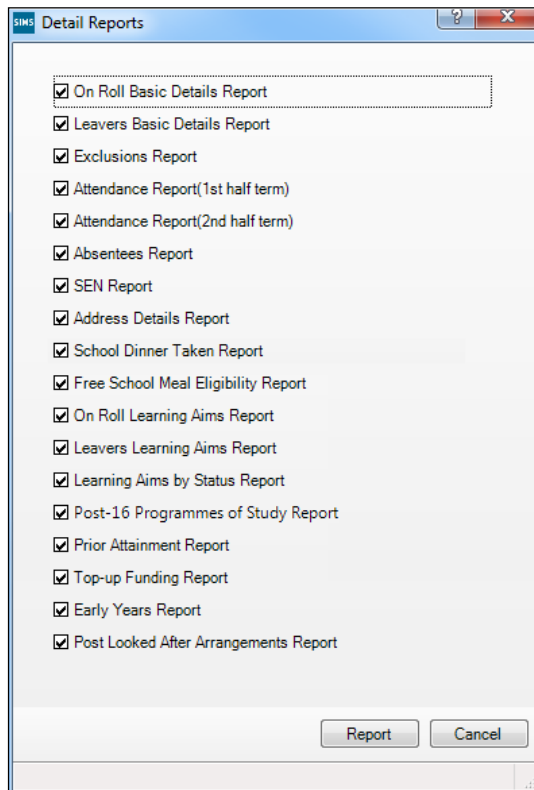 SIMS Detail Reports ? X
On Roll Basic Details Report
Leavers Basic Details Report
Exclusions Report
Attendance Report(1st half term)
Attendance Report(2nd half term)
Absentees Report
SEN Report
Address Details Report
School Dinner Taken Report
Free School Meal Eligibility Report
On Roll Learning Aims Report
Leavers Learning Aims Report
Learning Aims by Status Report
Post-16 Programmes of Study Report
Prior Attainment Report
Top-up Funding Report
Early Years Report
Post Looked After Arrangements Report
Report Cancel